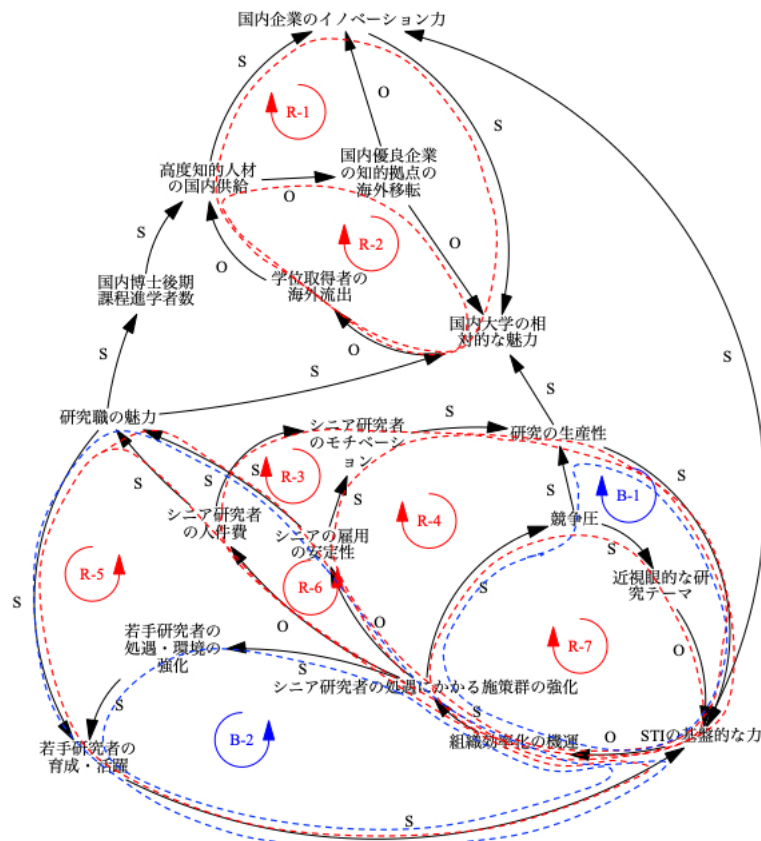 国内企業のイノベーション力
S
O
R-1
S
高度知的人材
の国内供給
国内優良企業
の知的拠点の
海外移転
O
S
R-2
O
O
学位取得者の
海外流出
国内博士後期
課程進学者数
国内大学の相
対的な魅力
O
S
S
S
S
研究職の魅力
シニア研究者
のモチベーシ
ョン
S
研究の生産性
S
S
R-3
S
S
S
B-1
シニア研究者
の人件費
シニアの雇用
の安定性
R-4
競争圧
S
近視眼的な研
究テーマ
R-5
R-6
S
S
若手研究者の
処遇・環境の
強化
O
O
R-7
O
S
シニア研究者の処遇にかかる施策群の強化
S
S
B-2
組織効率化の機運
O
STIの基盤的な力
若手研究者の
育成・活躍
S